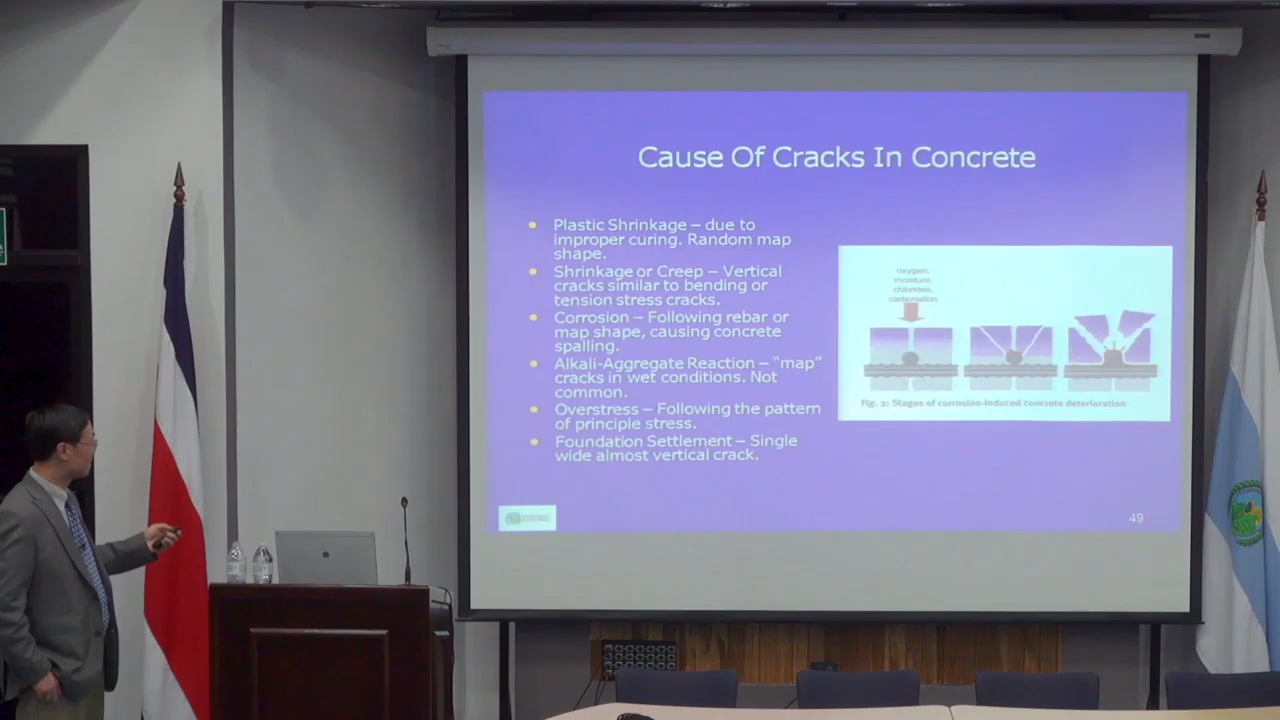 Cause Of Cracks In Concrete
Plastic Shrinkage – due to
improper curing. Random map
shape.
Shrinkage or Creep – Vertical
cracks similar to bending or
tension stress cracks.
Corrosion – Following rebar or
map shape, causing concrete
spalling.
Alkali-Aggregate Reaction – “map”
cracks in wet conditions. Not
common.
Overstress – Following the pattern
of principle stress.
Foundation Settlement – Single
wide almost vertical crack.
oxygen,
moisture,
chlorides,
carbonation
Fig. 2: Stages of corrosion-induced concrete deterioration
49